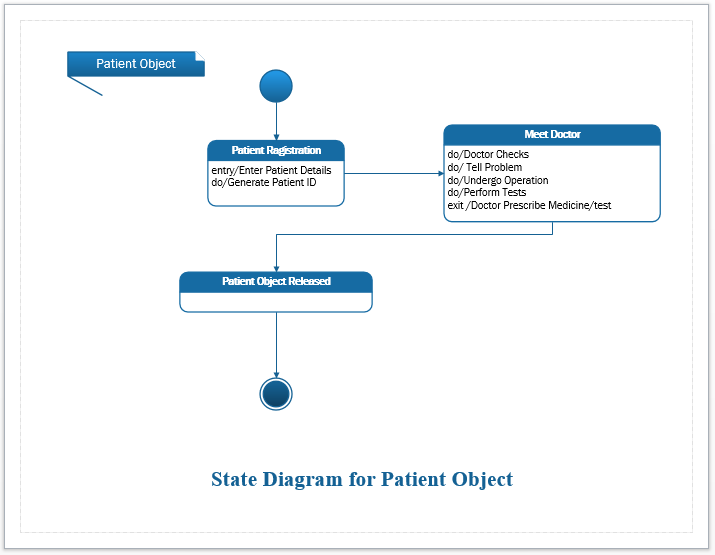 Patient Object
Patient Ragistration
entry/Enter Patient Details
do/Generate Patient ID
Meet Doctor
do/Doctor Checks
do/ Tell Problem
do/Undergo Operation
do/Perform Tests
exit /Doctor Prescribe Medicine/test
Patient Object Released
State Diagram for Patient Object